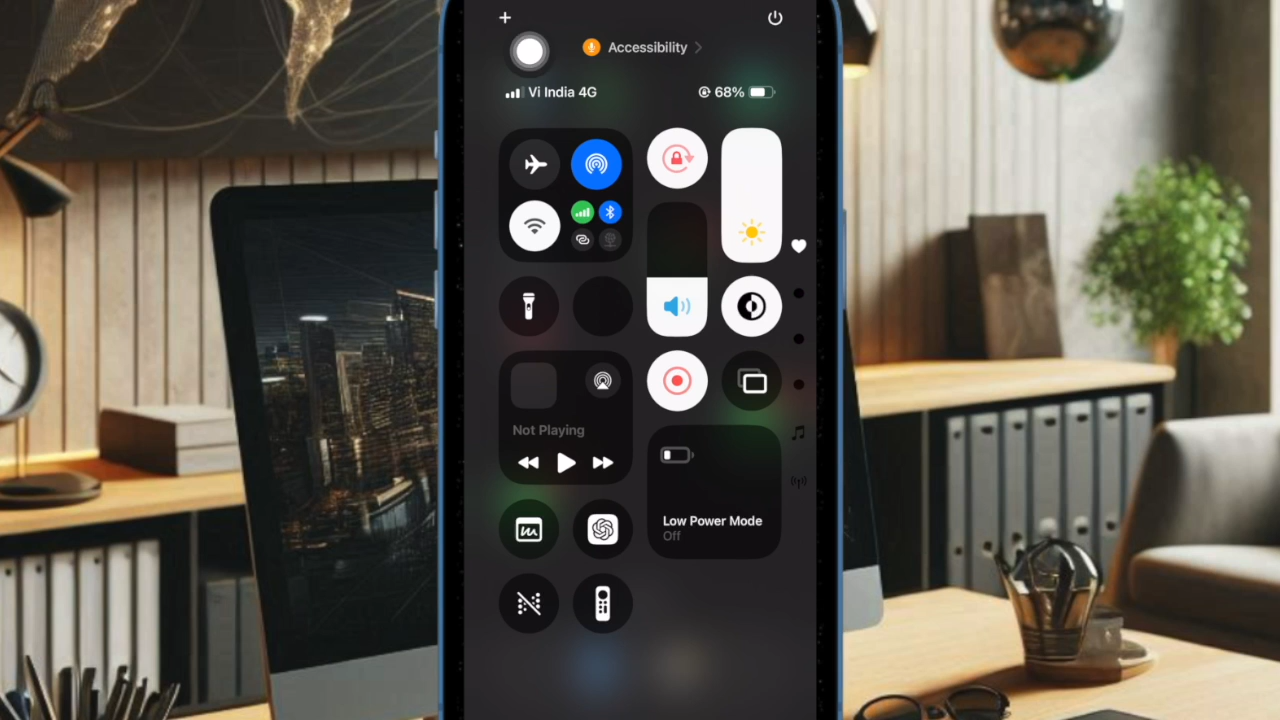 Accessibility
Vi India 4G
68%
Not Playing
Low Power Mode
Off